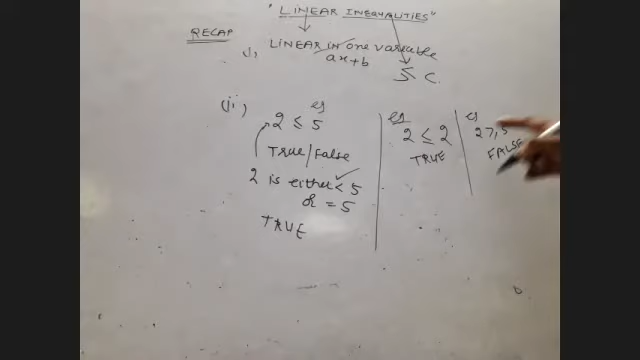 "LINEAR INEQUALITIES"
RECAP
(i) LINEAR in one variable
ax+b
(ii) eg
2 ≤ 5
True/False
2 is either < 5
or = 5
TRUE
eg
2 ≤ 2
TRUE
eg
2 ≥ 5
FALSE